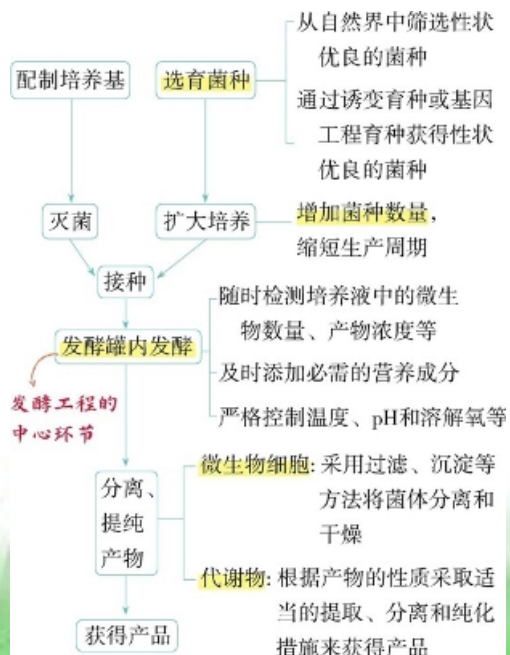 从自然界中筛选性状
优良的菌种
配制培养基
选育菌种
通过诱变育种或基因
工程育种获得性状
优良的菌种
灭菌
扩大培养
增加菌种数量，
缩短生产周期
接种
随时检测培养液中的微生
物数量、产物浓度等
发酵罐内发酵
及时添加必需的营养成分
发酵工程的
中心环节
严格控制温度、pH和溶解氧等
分离、
提纯
产物
微生物细胞：采用过滤、沉淀等
方法将菌体分离和
干燥
代谢物：根据产物的性质采取适
当的提取、分离和纯化
措施来获得产品
获得产品